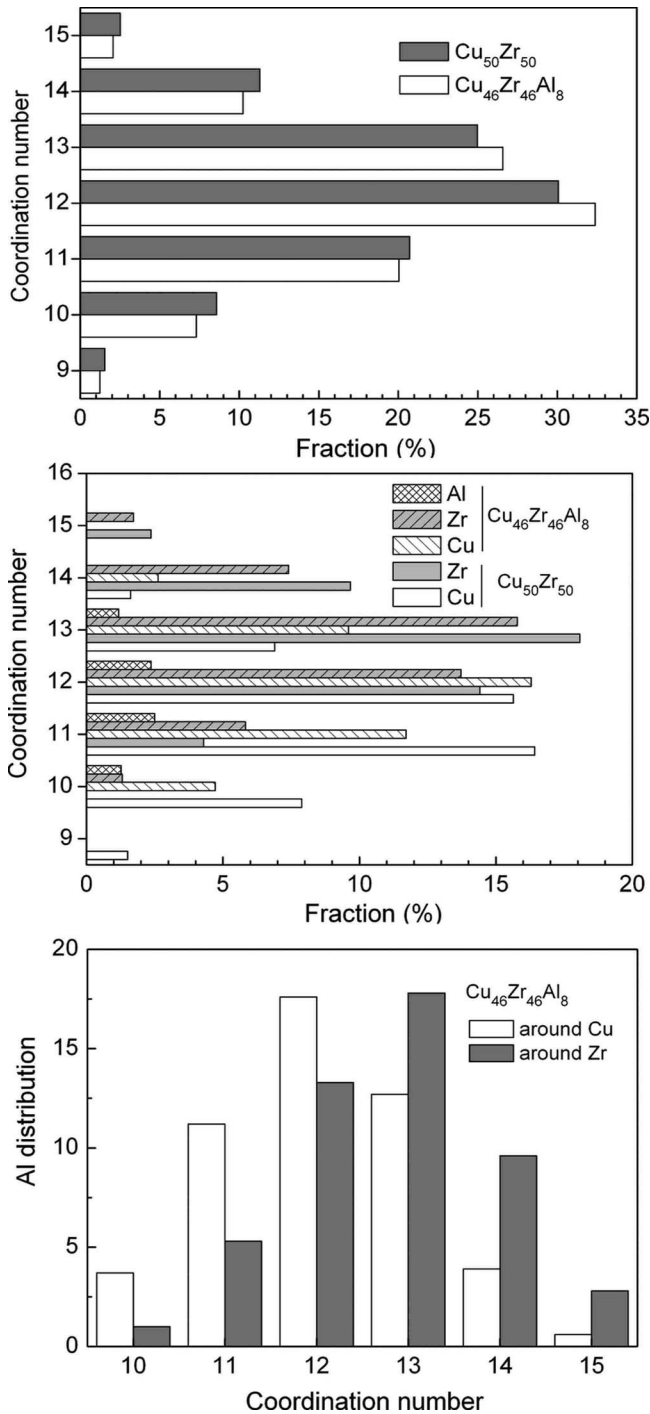 Coordination number
15
14
13
12
11
10
9
Cu₅₀Zr₅₀
Cu₄₆Zr₄₆Al₈
0 5 10 15 20 25 30 35
Fraction (%)
Coordination number
16
15
14
13
12
11
10
9
Al
Zr
Cu
Cu₄₆Zr₄₆Al₈
Zr
Cu
Cu₅₀Zr₅₀
0 5 10 15 20
Fraction (%)
Al distribution
20
15
10
5
0
Cu₄₆Zr₄₆Al₈
around Cu
around Zr
10 11 12 13 14 15
Coordination number